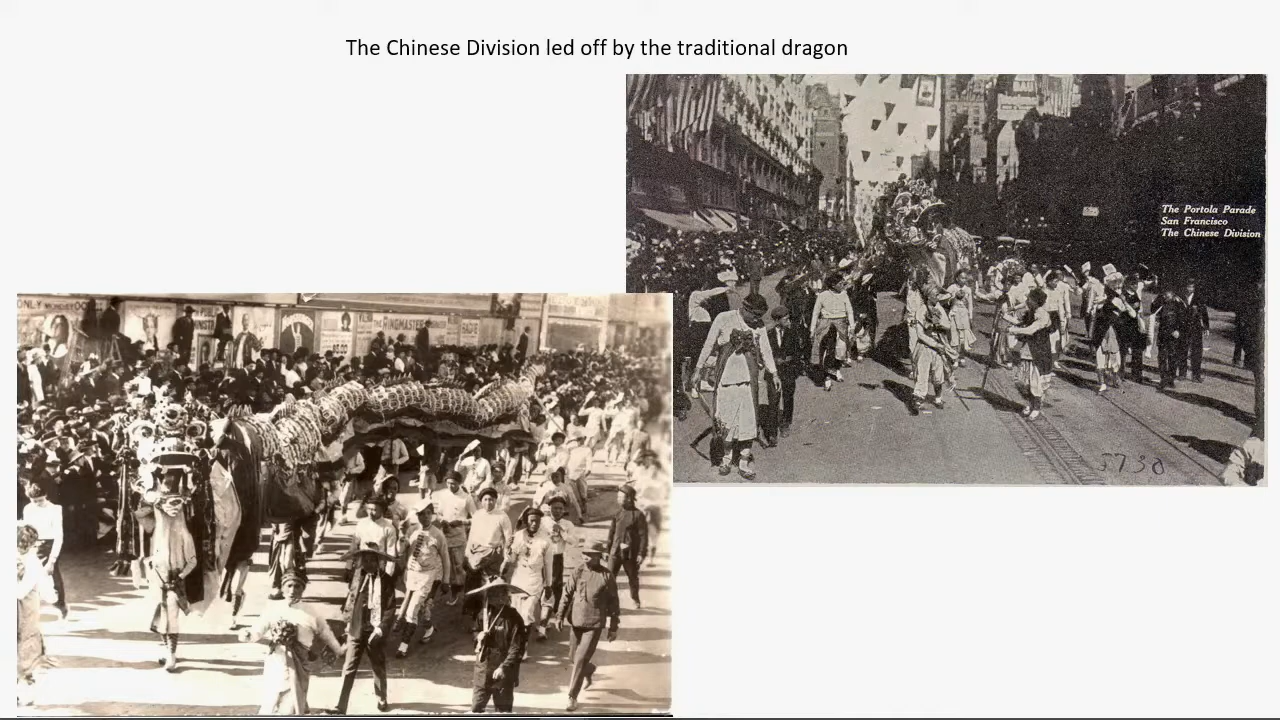 The Chinese Division led off by the traditional dragon
The Portola Parade
San Francisco
The Chinese Division
5730
ONLY
THE RINGMASTER